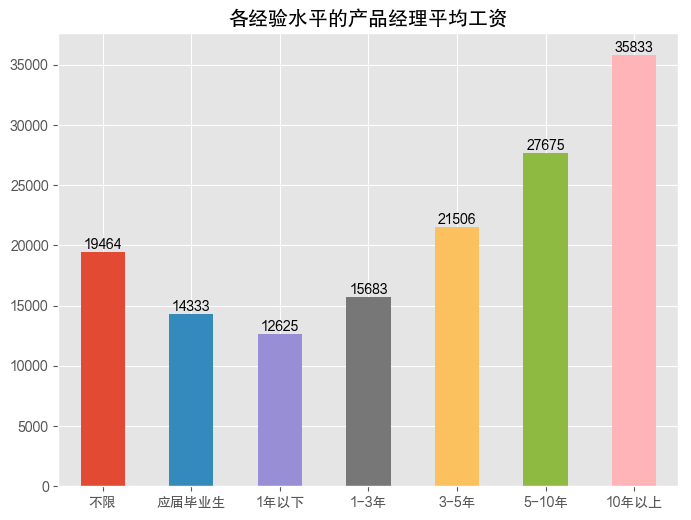 各经验水平的产品经理平均工资
35000
30000
25000
20000
15000
10000
5000
0
19464
14333
12625
15683
21506
27675
35833
不限
应届毕业生
1年以下
1-3年
3-5年
5-10年
10年以上